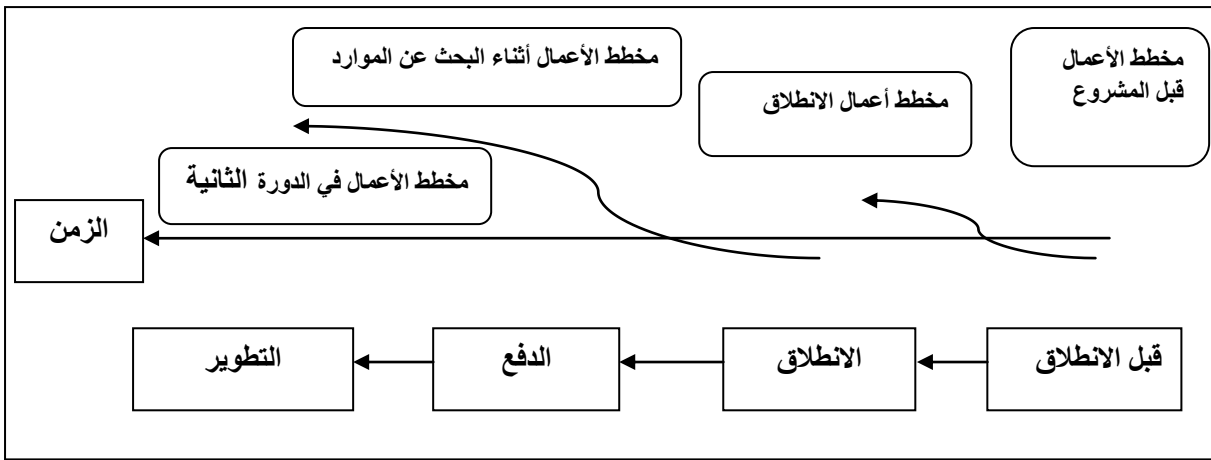 مخطط الأعمال
قبل المشروع
مخطط أعمال الانطلاق
مخطط الأعمال أثناء البحث عن الموارد
مخطط الأعمال في الدورة الثانية
الزمن
قبل الانطلاق
الانطلاق
الدفع
التطوير